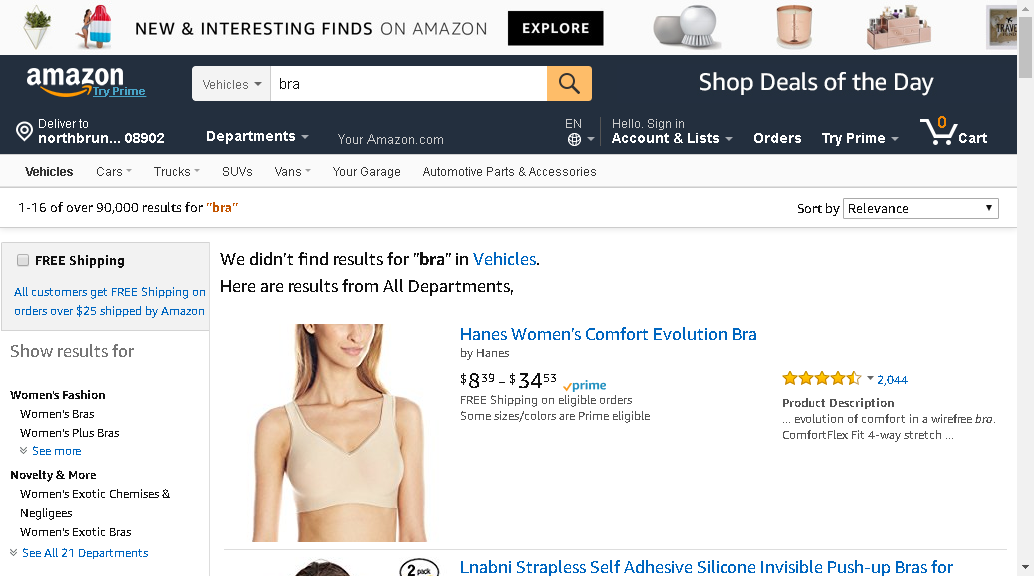 NEW & INTERESTING FINDS ON AMAZON EXPLORE
amazon
Try Prime
Vehicles bra
Shop Deals of the Day
Deliver to
northbrun... 08902
Departments
Your Amazon.com
EN
Hello. Sign in
Account & Lists
Orders
Try Prime
0
Cart
Vehicles Cars Trucks SUVs Vans Your Garage Automotive Parts & Accessories
1-16 of over 90,000 results for "bra"
Sort by Relevance
FREE Shipping
All customers get FREE Shipping on
orders over $25 shipped by Amazon
Show results for
Women's Fashion
Women's Bras
Women's Plus Bras
See more
Novelty & More
Women's Exotic Chemises &
Negligees
Women's Exotic Bras
See All 21 Departments
We didn't find results for "bra" in Vehicles.
Here are results from All Departments,
Hanes Women's Comfort Evolution Bra
by Hanes
$8 39 - $34 53 prime
FREE Shipping on eligible orders
Some sizes/colors are Prime eligible
2,044
Product Description
... evolution of comfort in a wirefree bra.
ComfortFlex Fit 4-way stretch ...
2 pack
Lnabni Strapless Self Adhesive Silicone Invisible Push-up Bras for